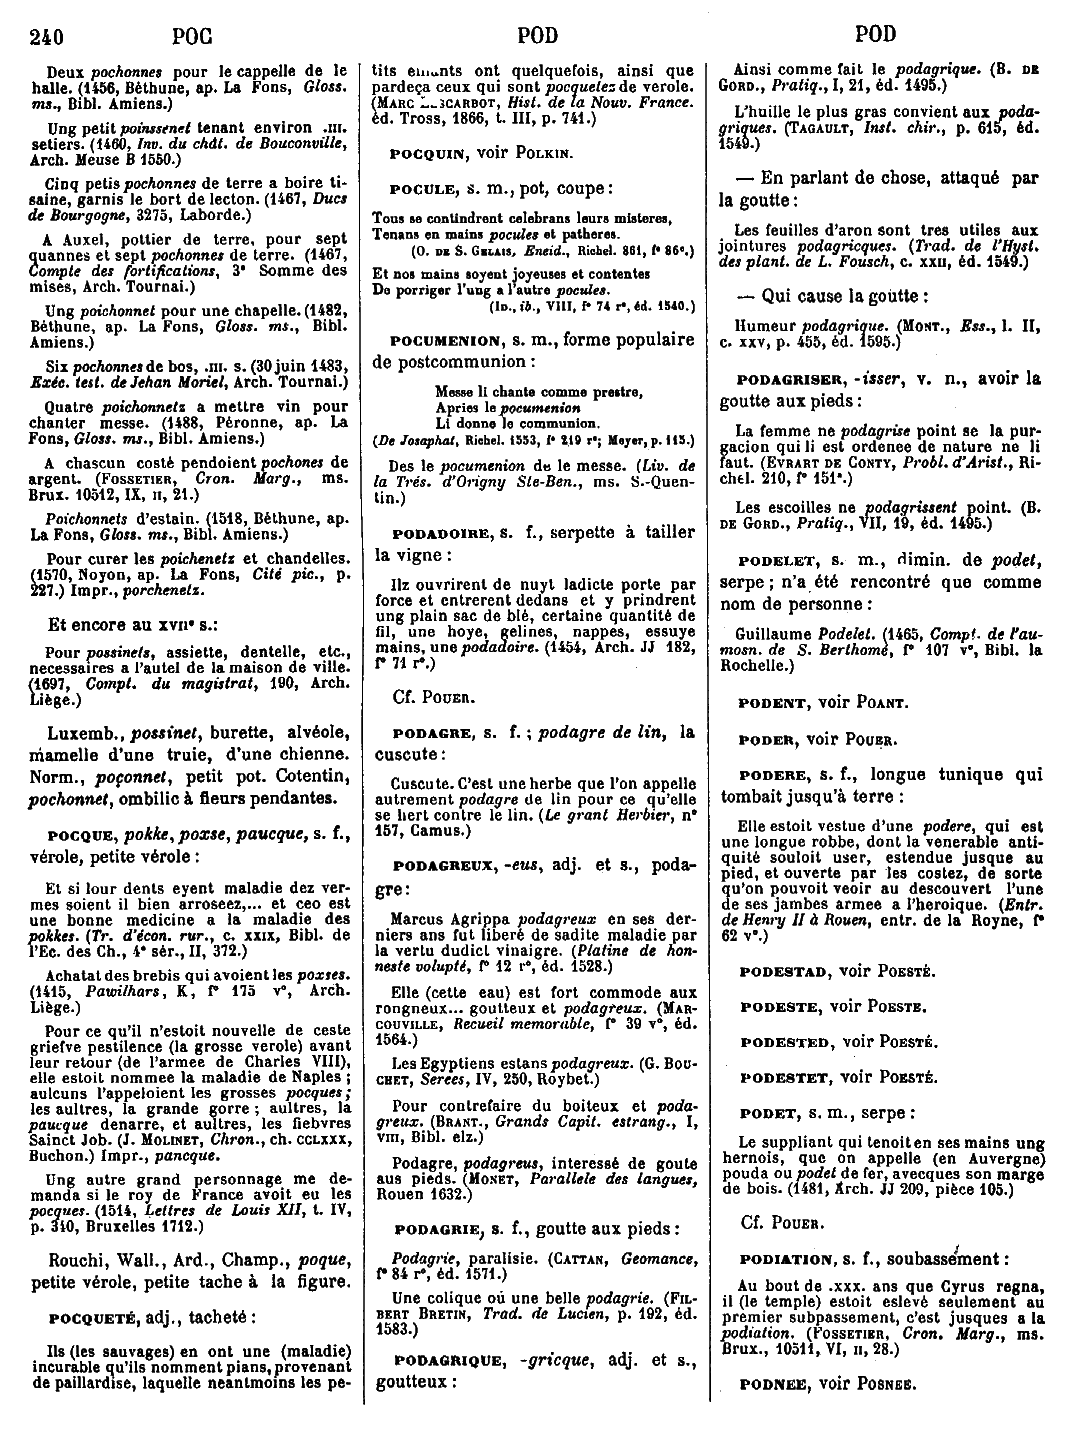 240 POC POD POD
Deux pochonnes pour le cappelle de le
halle. (1456, Béthune, ap. La Fons, Gloss.
ms., Bibl. Amiens.)
Ung petit poinssenet tenant environ .III.
setiers. (1460, Inv. du chât. de Bouconville,
Arch. Meuse B 1550.)
Cinq petis pochonnes de terre a boire ti-
saine, garnis le bort de lecton. (1467, Ducs
de Bourgogne, 3275, Laborde.)
A Auxel, pottier de terre, pour sept
quannes et sept pochonnes de terre. (1467,
Compte des fortifications, 3e Somme des
mises, Arch. Tournai.)
Ung poichonnet pour une chapelle. (1482,
Béthune, ap. La Fons, Gloss. ms., Bibl.
Amiens.)
Six pochonnes de bos, .III. s. (30 juin 1483,
Exéc. test. de Jehan Moriel, Arch. Tournai.)
Quatre poichonnetz a mettre vin pour
chanter messe. (1488, Péronne, ap. La
Fons, Gloss. ms., Bibl. Amiens.)
A chascun costé pendoient pochones de
argent. (FOSSETIER, Cron. Marg., ms.
Brux. 10512, IX, II, 21.)
Poichonnets d'estain. (1518, Béthune, ap.
La Fons, Gloss. ms., Bibl. Amiens.)
Pour curer les poichenetz et chandelles.
(1570, Noyon, ap. La Fons, Cité pic., p.
227.) Impr., porchenetz.
Et encore au XVIIe s.:
Pour possinets, assiette, dentelle, etc.,
necessaires a l'autel de la maison de ville.
(1697, Compt. du magistrat, 190, Arch.
Liège.)
Luxemb., possinet, burette, alvéole,
mamelle d'une truie, d'une chienne.
Norm., poçonnet, petit pot. Cotentin,
pochonnet, ombilic à fleurs pendantes.
POCQUE, pokke, poxse, paucque, s. f.,
vérole, petite vérole :
Et si lour dents eyent maladie dez ver-
mes soient il bien arroseez,... et ceo est
une bonne medicine a la maladie des
pokkes. (Tr. d'écon. rur., c. XXIX, Bibl. de
l'Ec. des Ch., 4e sér., II, 372.)
Achatat des brebis qui avoient les poxses.
(1415, Pawilhars, K, fo 175 vo, Arch.
Liège.)
Pour ce qu'il n'estoit nouvelle de ceste
griefve pestilence (la grosse verole) avant
leur retour (de l'armee de Charles VIII),
elle estoit nommee la maladie de Naples ;
aulcuns l'appeloient les grosses pocques ;
les aultres, la grande gorre ; aultres, la
paucque denarre, et aultres, les fiebvres
Sainct Job. (J. MOLINET, Chron., ch. CCLXXX,
Buchon.) Impr., pancque.
Ung autre grand personnage me de-
manda si le roy de France avoit eu les
pocques. (1514, Lettres de Louis XII, t. IV,
p. 340, Bruxelles 1712.)
Rouchi, Wall., Ard., Champ., poque,
petite vérole, petite tache à la figure.
POCQUETÉ, adj., tacheté :
Ils (les sauvages) en ont une (maladie)
incurable qu'ils nomment pians, provenant
de paillardise, laquelle neantmoins les pe-
tits enfants ont quelquefois, ainsi que
pardeça ceux qui sont pocquelez de verole.
(MARC LESCARBOT, Hist. de la Nouv. France.
éd. Tross, 1866, t. III, p. 741.)
POCQUIN, voir POLKIN.
POCULE, s. m., pot, coupe :
Tous se contindrent celebrans leurs misteres,
Tenans en mains pocules et patheres.
(O. DE S. GELAIS, Eneid., Richel. 861, fo 86c.)
Et nos mains soyent joyeuses et contentes
De porriger l'ung a l'autre pocules.
(ID., ib., VIII, fo 74 ro, éd. 1540.)
POCUMENION, s. m., forme populaire
de postcommunion :
Messe li chante comme prestre,
Apries le pocumenion
Li donne le communion.
(De Josaphat, Richel. 1553, fo 219 ro; Meyer, p. 115.)
Des le pocumenion de le messe. (Liv. de
la Trés. d'Origny Ste-Ben., ms. S.-Quen-
tin.)
PODADOIRE, s. f., serpette à tailler
la vigne :
Ilz ouvrirent de nuyt ladicte porte par
force et entrerent dedans et y prindrent
ung plain sac de blé, certaine quantité de
fil, une hoye, gelines, nappes, essuye
mains, une podadoire. (1454, Arch. JJ 182,
fo 71 ro.)
Cf. POUER.
PODAGRE, s. f. ; podagre de lin, la
cuscute :
Cuscute. C'est une herbe que l'on appelle
autrement podagre de lin pour ce qu'elle
se hert contre le lin. (Le grant Herbier, no
157, Camus.)
PODAGREUX, -eus, adj. et s., poda-
gre :
Marcus Agrippa podagreux en ses der-
niers ans fut liberé de sadite maladie par
la vertu dudict vinaigre. (Platine de hon-
neste volupté, fo 12 ro, éd. 1528.)
Elle (cette eau) est fort commode aux
rongneux... goutteux et podagreux. (MAR-
COUVILLE, Recueil memorable, fo 39 vo, éd.
1564.)
Les Egyptiens estans podagreux. (G. BOU-
CHET, Serees, IV, 250, Roybet.)
Pour contrefaire du boiteux et poda-
greux. (BRANT., Grands Capit. estrang., I,
VIII, Bibl. elz.)
Podagre, podagreus, interessé de goute
aus pieds. (MONET, Parallele des langues,
Rouen 1632.)
PODAGRIE, s. f., goutte aux pieds :
Podagrie, paralisie. (CATTAN, Geomance,
fo 84 ro, éd. 1571.)
Une colique où une belle podagrie. (FIL-
BERT BRETIN, Trad. de Lucien, p. 192, éd.
1583.)
PODAGRIQUE, -gricque, adj. et s.,
goutteux :
Ainsi comme fait le podagrique. (B. DE
GORD., Pratiq., I, 21, éd. 1495.)
L'huille le plus gras convient aux poda-
griques. (TAGAULT, Inst. chir., p. 615, éd.
1549.)
— En parlant de chose, attaqué par
la goutte :
Les feuilles d'aron sont tres utiles aux
jointures podagricques. (Trad. de l'Hyst.
des plant. de L. Fousch, c. XXII, éd. 1549.)
— Qui cause la goutte :
Humeur podagrique. (MONT., Ess., l. II,
c. XXV, p. 455, éd. 1595.)
PODAGRISER, -isser, v. n., avoir la
goutte aux pieds :
La femme ne podagrise point se la pur-
gacion qui li est ordenee de nature ne li
faut. (EVRART DE CONTY, Probl. d'Arist., Ri-
chel. 210, fo 151c.)
Les escoilles ne podagrissent point. (B.
DE GORD., Pratiq., VII, 19, éd. 1495.)
PODELET, s. m., dimin. de podet,
serpe ; n'a été rencontré que comme
nom de personne :
Guillaume Podelet. (1465, Compt. de l'au-
mosn. de S. Berthomé, fo 107 vo, Bibl. la
Rochelle.)
PODENT, voir POANT.
PODER, voir POUER.
PODERE, s. f., longue tunique qui
tombait jusqu'à terre :
Elle estoit vestue d'une podere, qui est
une longue robbe, dont la venerable anti-
quité souloit user, estendue jusque au
pied, et ouverte par les costez, de sorte
qu'on pouvoit veoir au descouvert l'une
de ses jambes armee a l'heroique. (Entr.
de Henry II à Rouen, entr. de la Royne, fo
62 vo.)
PODESTAD, voir POESTÉ.
PODESTE, voir POESTE.
PODESTED, voir POESTÉ.
PODESTET, voir POESTÉ.
PODET, s. m., serpe :
Le suppliant qui tenoit en ses mains ung
hernois, que on appelle (en Auvergne)
pouda ou podet de fer, avecques son marge
de bois. (1481, Arch. JJ 209, pièce 105.)
Cf. POUER.
PODIATION, s. f., soubassement :
Au bout de .XXX. ans que Cyrus regna,
il (le temple) estoit eslevé seulement au
premier subpassement, c'est jusques a la
podiation. (FOSSETIER, Cron. Marg., ms.
Brux., 10511, VI, II, 28.)
PODNEE, voir POSNEE.